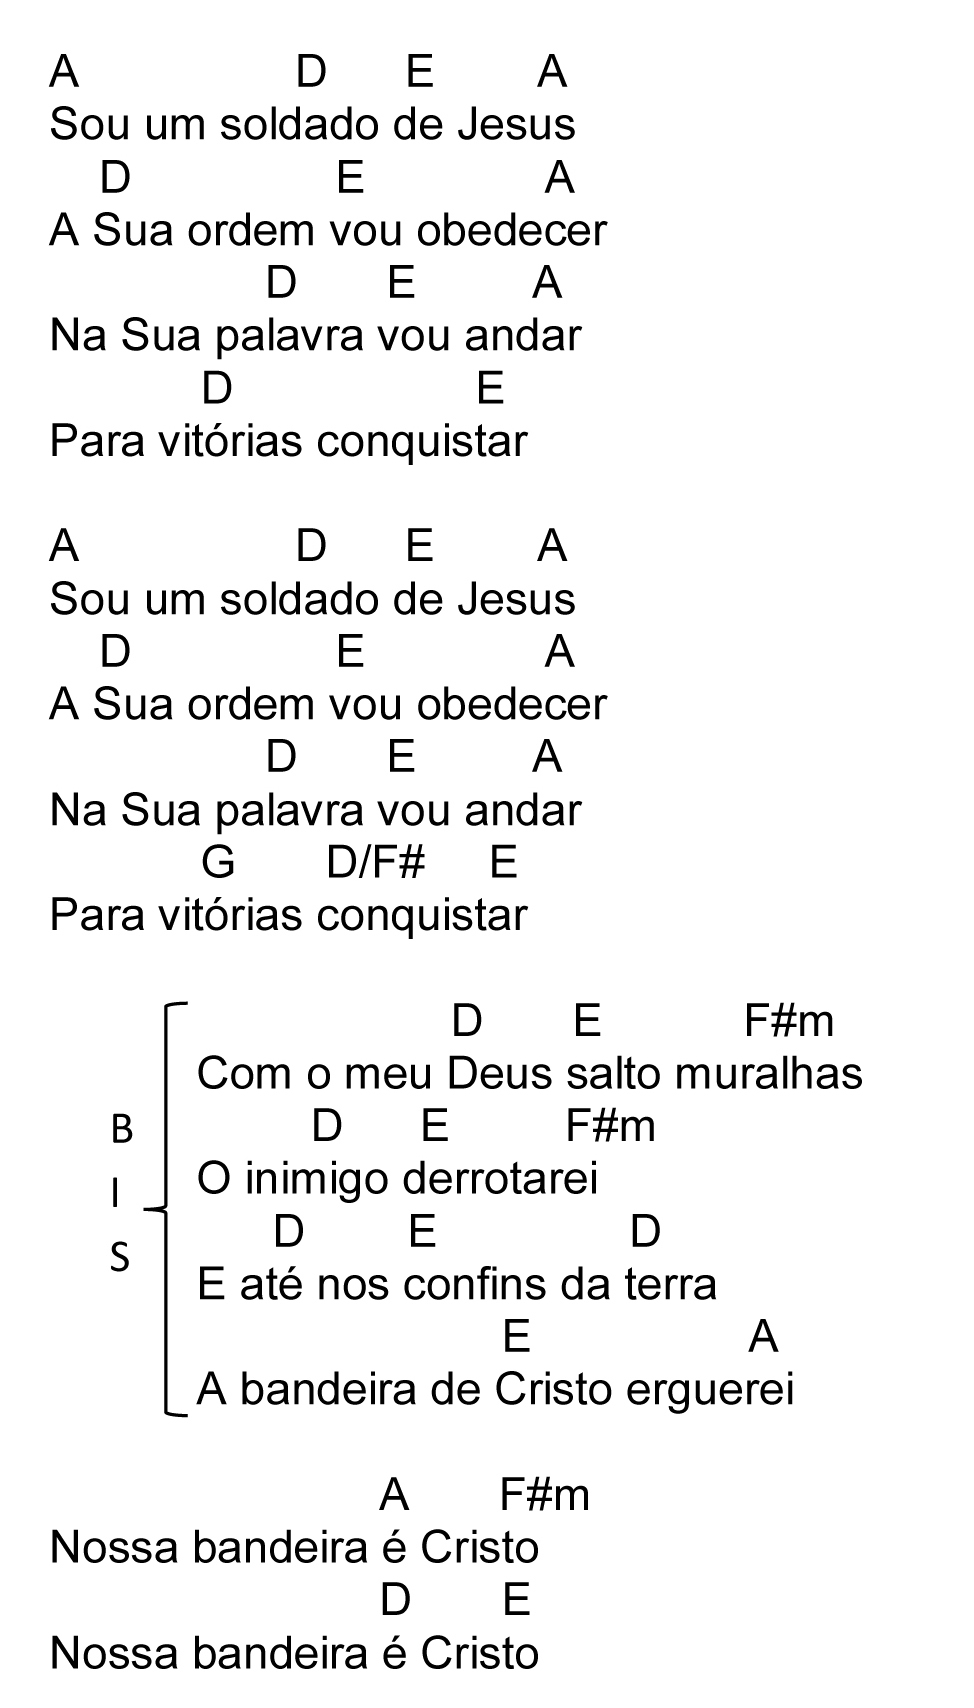 A D E A
Sou um soldado de Jesus
D E A
A Sua ordem vou obedecer
D E A
Na Sua palavra vou andar
D E
Para vitórias conquistar
A D E A
Sou um soldado de Jesus
D E A
A Sua ordem vou obedecer
D E A
Na Sua palavra vou andar
G D/F# E
Para vitórias conquistar
B
I
S
D E F#m
Com o meu Deus salto muralhas
D E F#m
O inimigo derrotarei
D E D
E até nos confins da terra
E A
A bandeira de Cristo erguerei
A F#m
Nossa bandeira é Cristo
D E
Nossa bandeira é Cristo